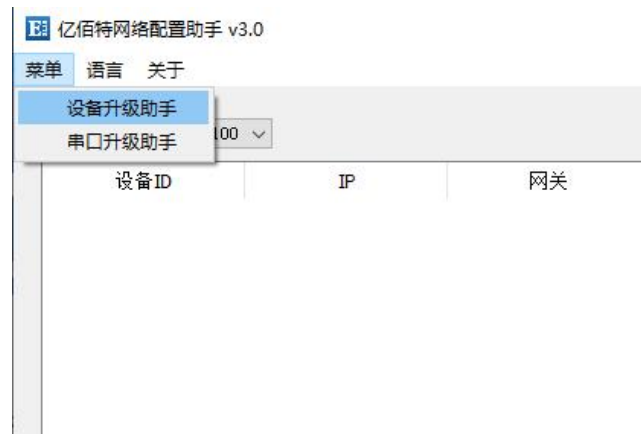 亿佰特网络配置助手 v3.0
菜单 语言 关于
设备升级助手
串口升级助手
100
设备ID IP 网关